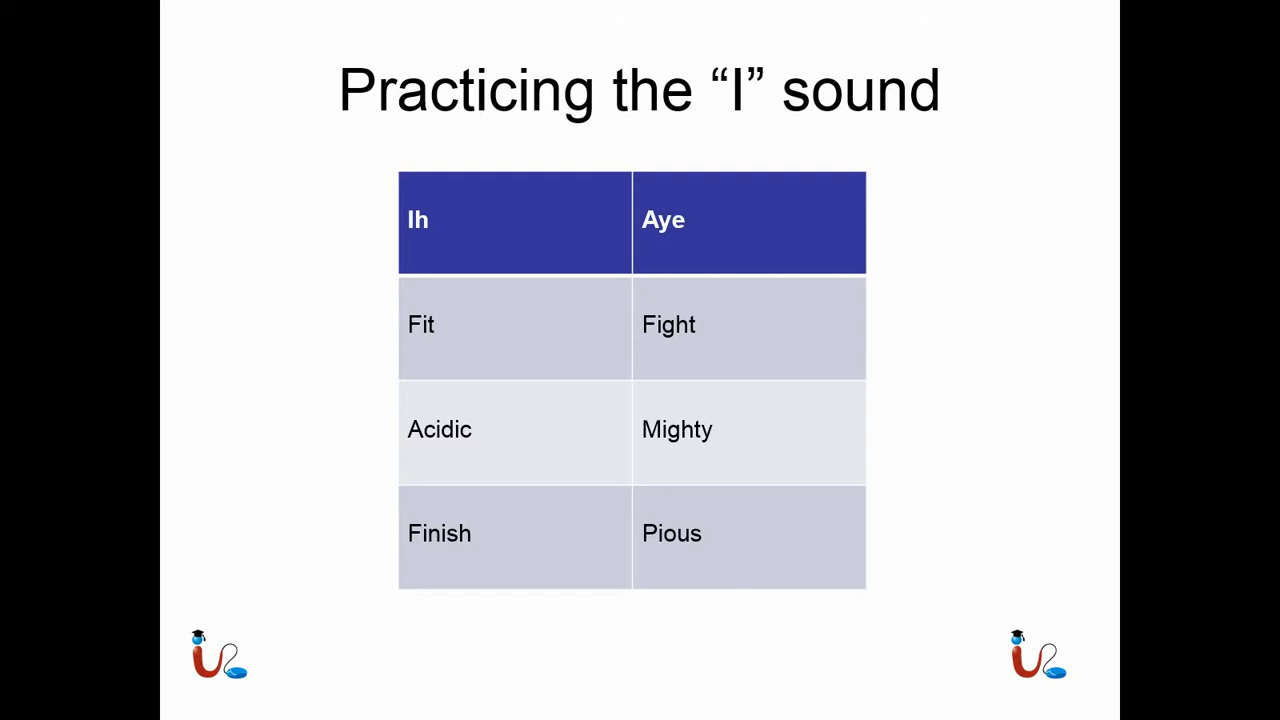 Practicing the “I” sound
Ih Aye
Fit Fight
Acidic Mighty
Finish Pious